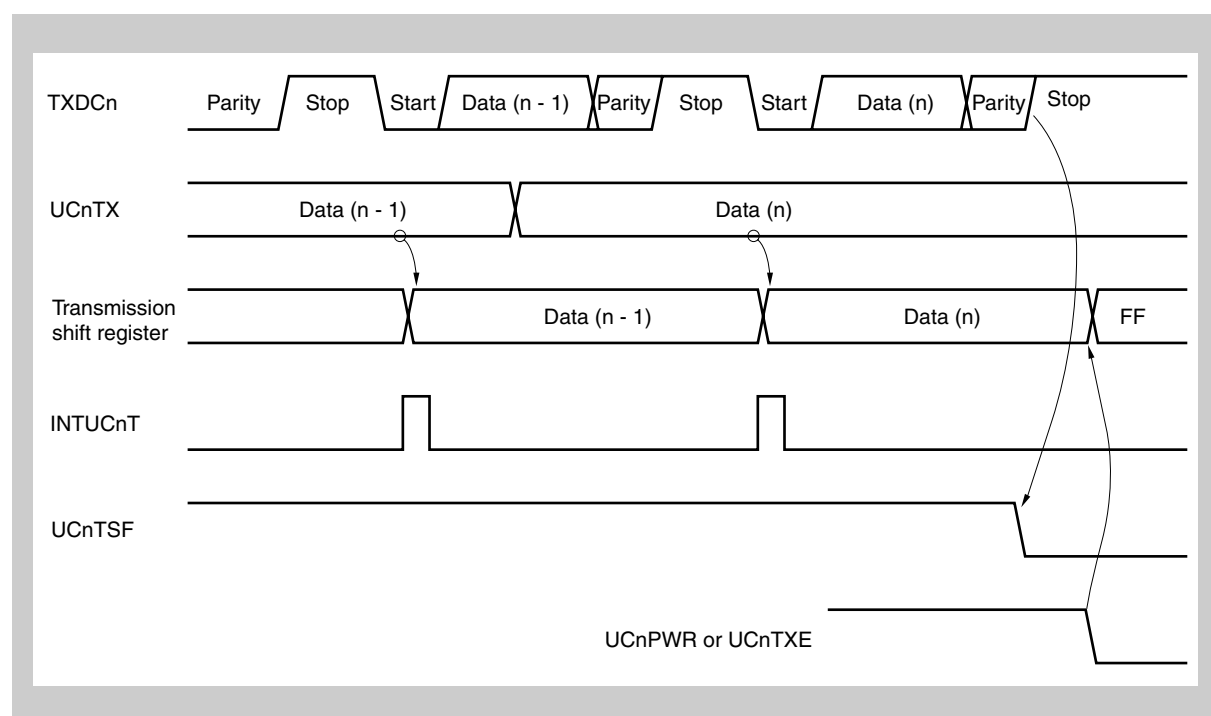 TXDCn Parity Stop Start Data (n - 1) Parity Stop Start Data (n) Parity Stop
UCnTX Data (n - 1) Data (n)
Transmission
shift register Data (n - 1) Data (n) FF
INTUCnT
UCnTSF
UCnPWR or UCnTXE